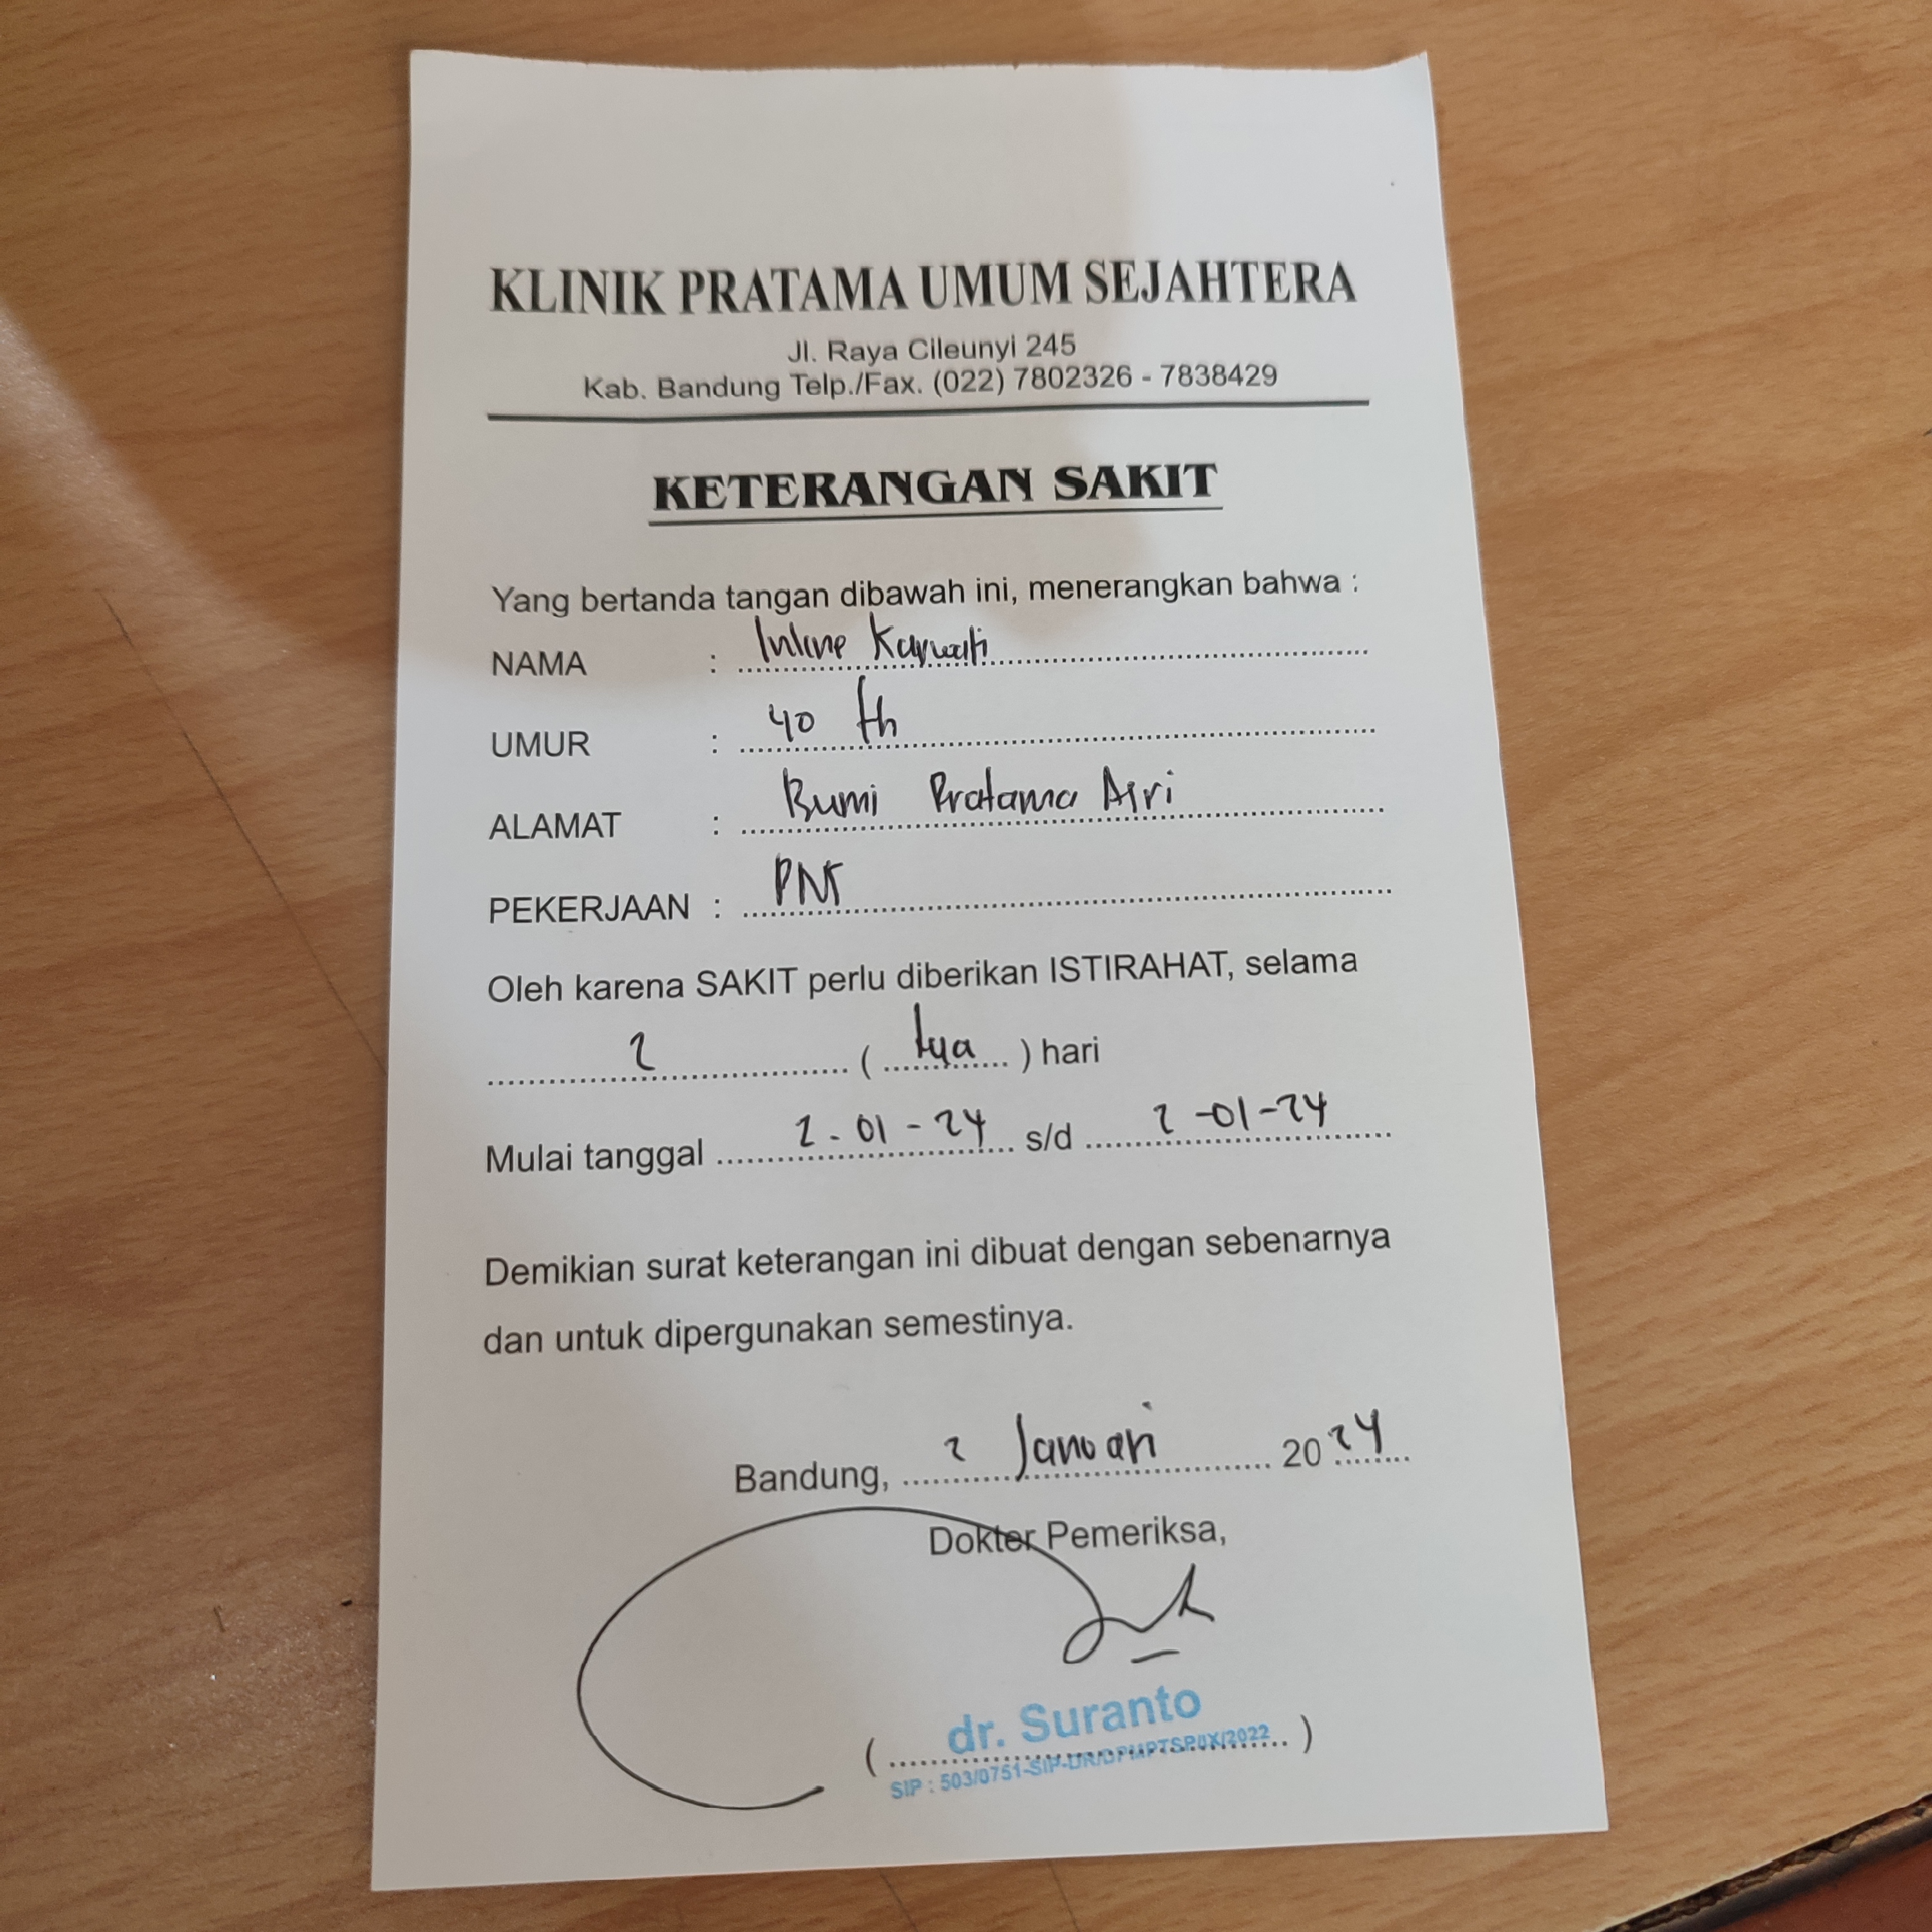 KLINIK PRATAMA UMUM SEJAHTERA
Jl. Raya Cileunyi 245
Kab. Bandung Telp./Fax. (022) 7802326 - 7838429
KETERANGAN SAKIT
Yang bertanda tangan dibawah ini, menerangkan bahwa :
NAMA :
UMUR : 40 th
ALAMAT : Bumi Pratama Asri
PEKERJAAN : PNS
Oleh karena SAKIT perlu diberikan ISTIRAHAT, selama
2 ( ) hari
Mulai tanggal 2-01-24 s/d 2-01-24
Demikian surat keterangan ini dibuat dengan sebenarnya
dan untuk dipergunakan semestinya.
Bandung, 2 Januari 2024
Dokter Pemeriksa,
( dr. Suranto )
SIP : 503/0751-SIP-DR/DPMPTSP/IX/2022